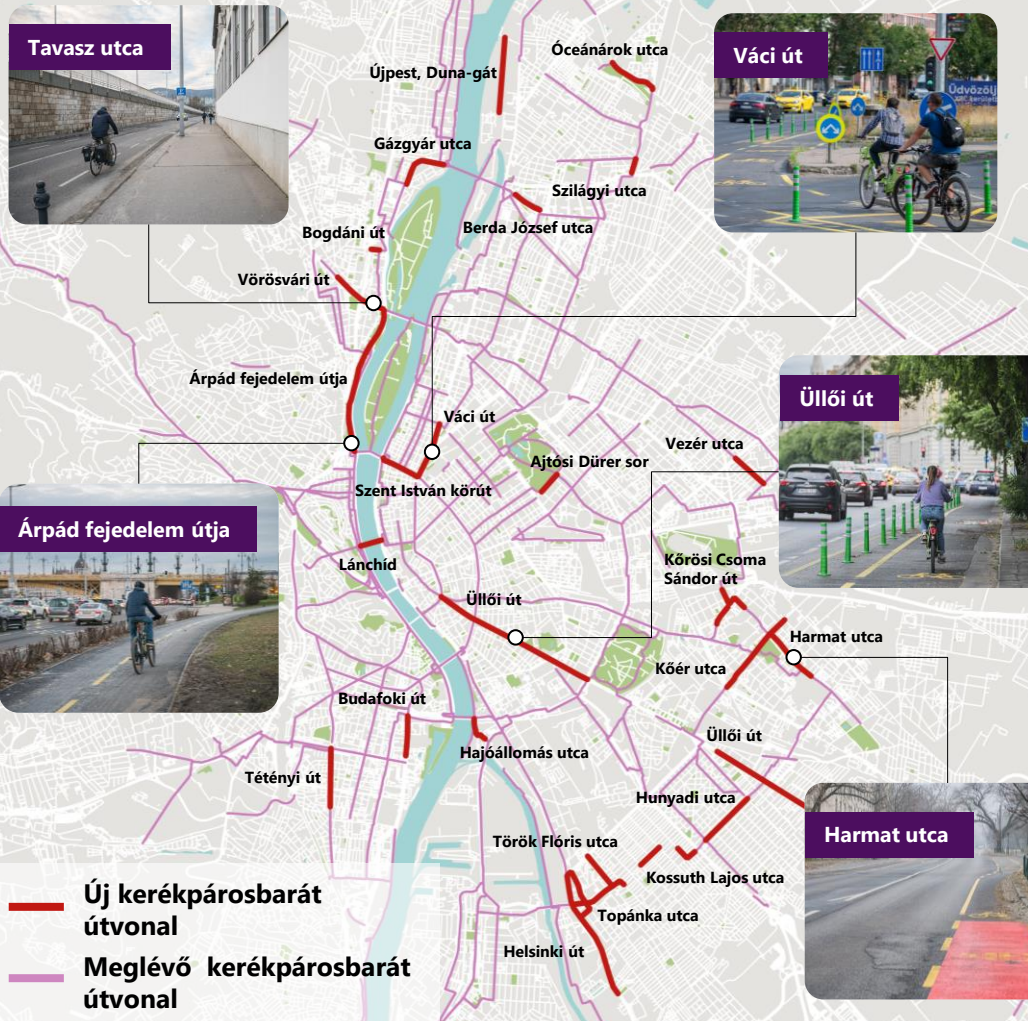 Tavasz utca
Óceánárok utca
Váci út
Újpest, Duna-gát
Üdvözölj
Gázgyár utca
Szilágyi utca
Berda József utca
Bogdáni út
Vörösvári út
Árpád fejedelem útja
Váci út
Üllői út
Vezér utca
Ajtósi Dürer sor
Szent István körút
Árpád fejedelem útja
Lánchíd
Kőrösi Csoma
Sándor út
Üllői út
Harmat utca
Kőér utca
Budafoki út
Üllői út
Hajóállomás utca
Tétényi út
Hunyadi utca
Harmat utca
Török Flóris utca
Kossuth Lajos utca
Topánka utca
Helsinki út
Új kerékpárosbarát
útvonal
Meglévő kerékpárosbarát
útvonal